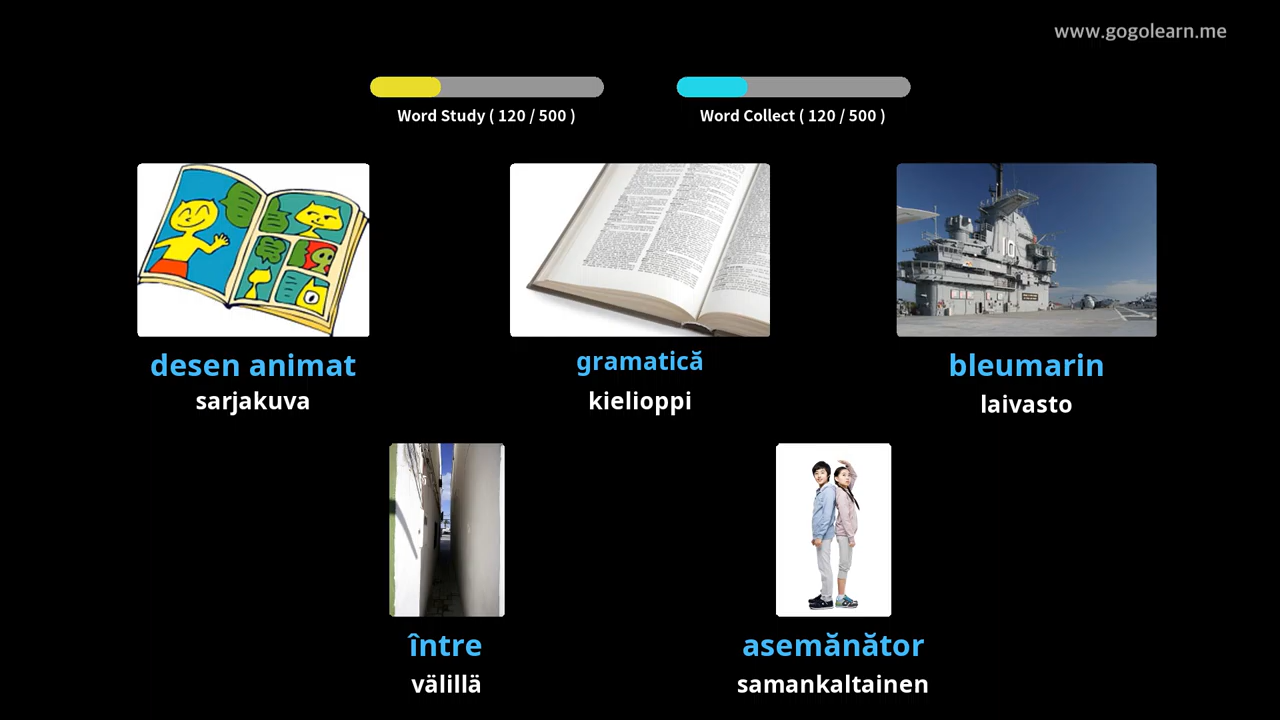 www.gogolearn.me
Word Study ( 120 / 500 )
Word Collect ( 120 / 500 )
desen animat
sarjakuva
gramatică
kielioppi
bleumarin
laivasto
10
între
välillä
asemănător
samankaltainen